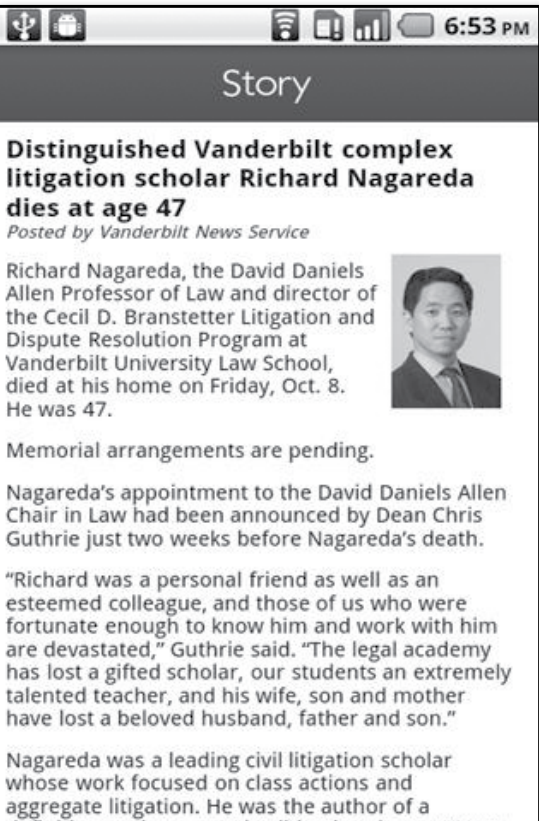 6:53 PM
Story
Distinguished Vanderbilt complex
litigation scholar Richard Nagareda
dies at age 47
Posted by Vanderbilt News Service
Richard Nagareda, the David Daniels
Allen Professor of Law and director of
the Cecil D. Branstetter Litigation and
Dispute Resolution Program at
Vanderbilt University Law School,
died at his home on Friday, Oct. 8.
He was 47.
Memorial arrangements are pending.
Nagareda’s appointment to the David Daniels Allen
Chair in Law had been announced by Dean Chris
Guthrie just two weeks before Nagareda’s death.
“Richard was a personal friend as well as an
esteemed colleague, and those of us who were
fortunate enough to know him and work with him
are devastated,” Guthrie said. “The legal academy
has lost a gifted scholar, our students an extremely
talented teacher, and his wife, son and mother
have lost a beloved husband, father and son.”
Nagareda was a leading civil litigation scholar
whose work focused on class actions and
aggregate litigation. He was the author of a